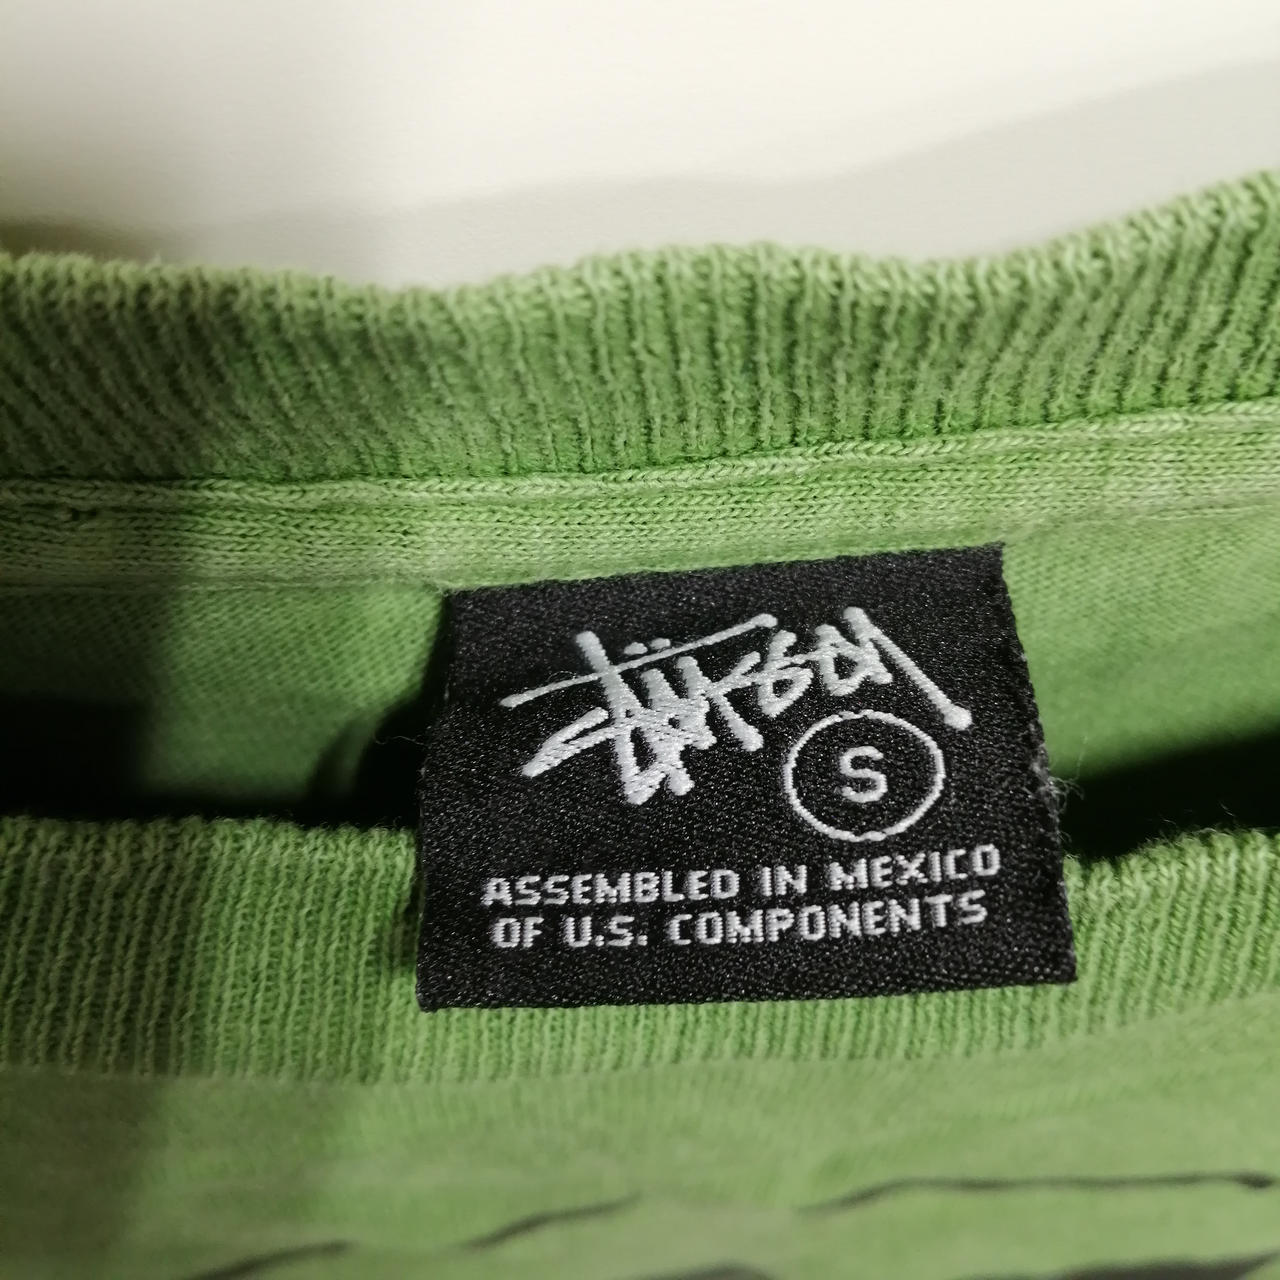 Stüssy
S
ASSEMBLED IN MEXICO
OF U.S. COMPONENTS